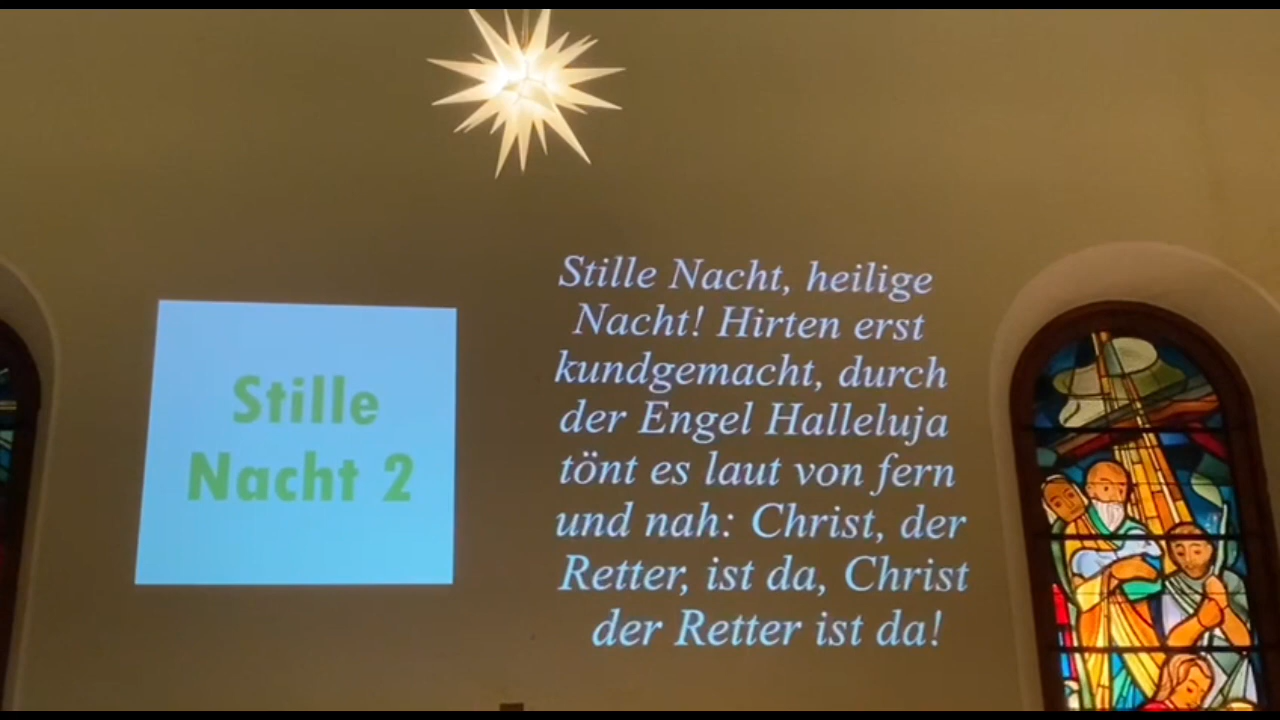 Stille
Nacht 2
Stille Nacht, heilige
Nacht! Hirten erst
kundgemacht, durch
der Engel Halleluja
tönt es laut von fern
und nah: Christ, der
Retter, ist da, Christ
der Retter ist da!